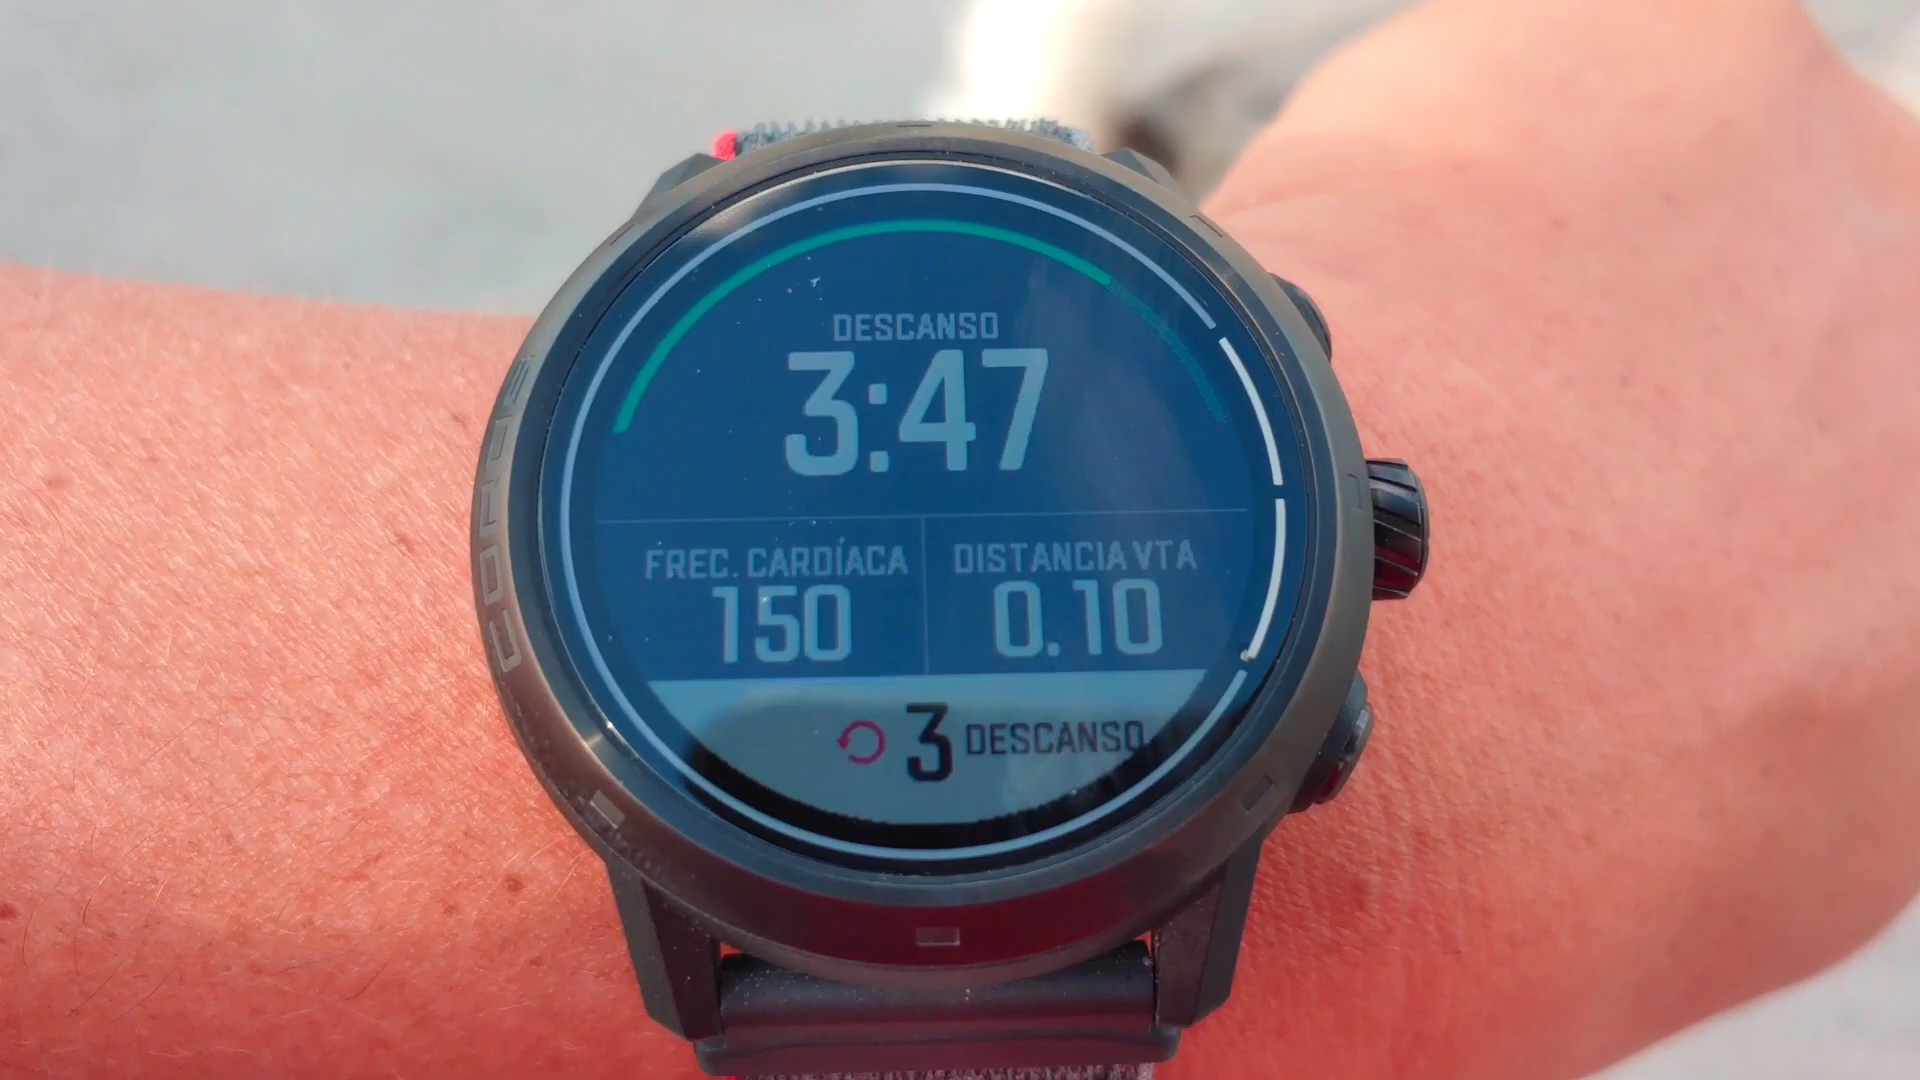 DESCANSO
3:47
FREC. CARDÍACA
150
DISTANCIA VTA
0.10
3 DESCANSO
COROS